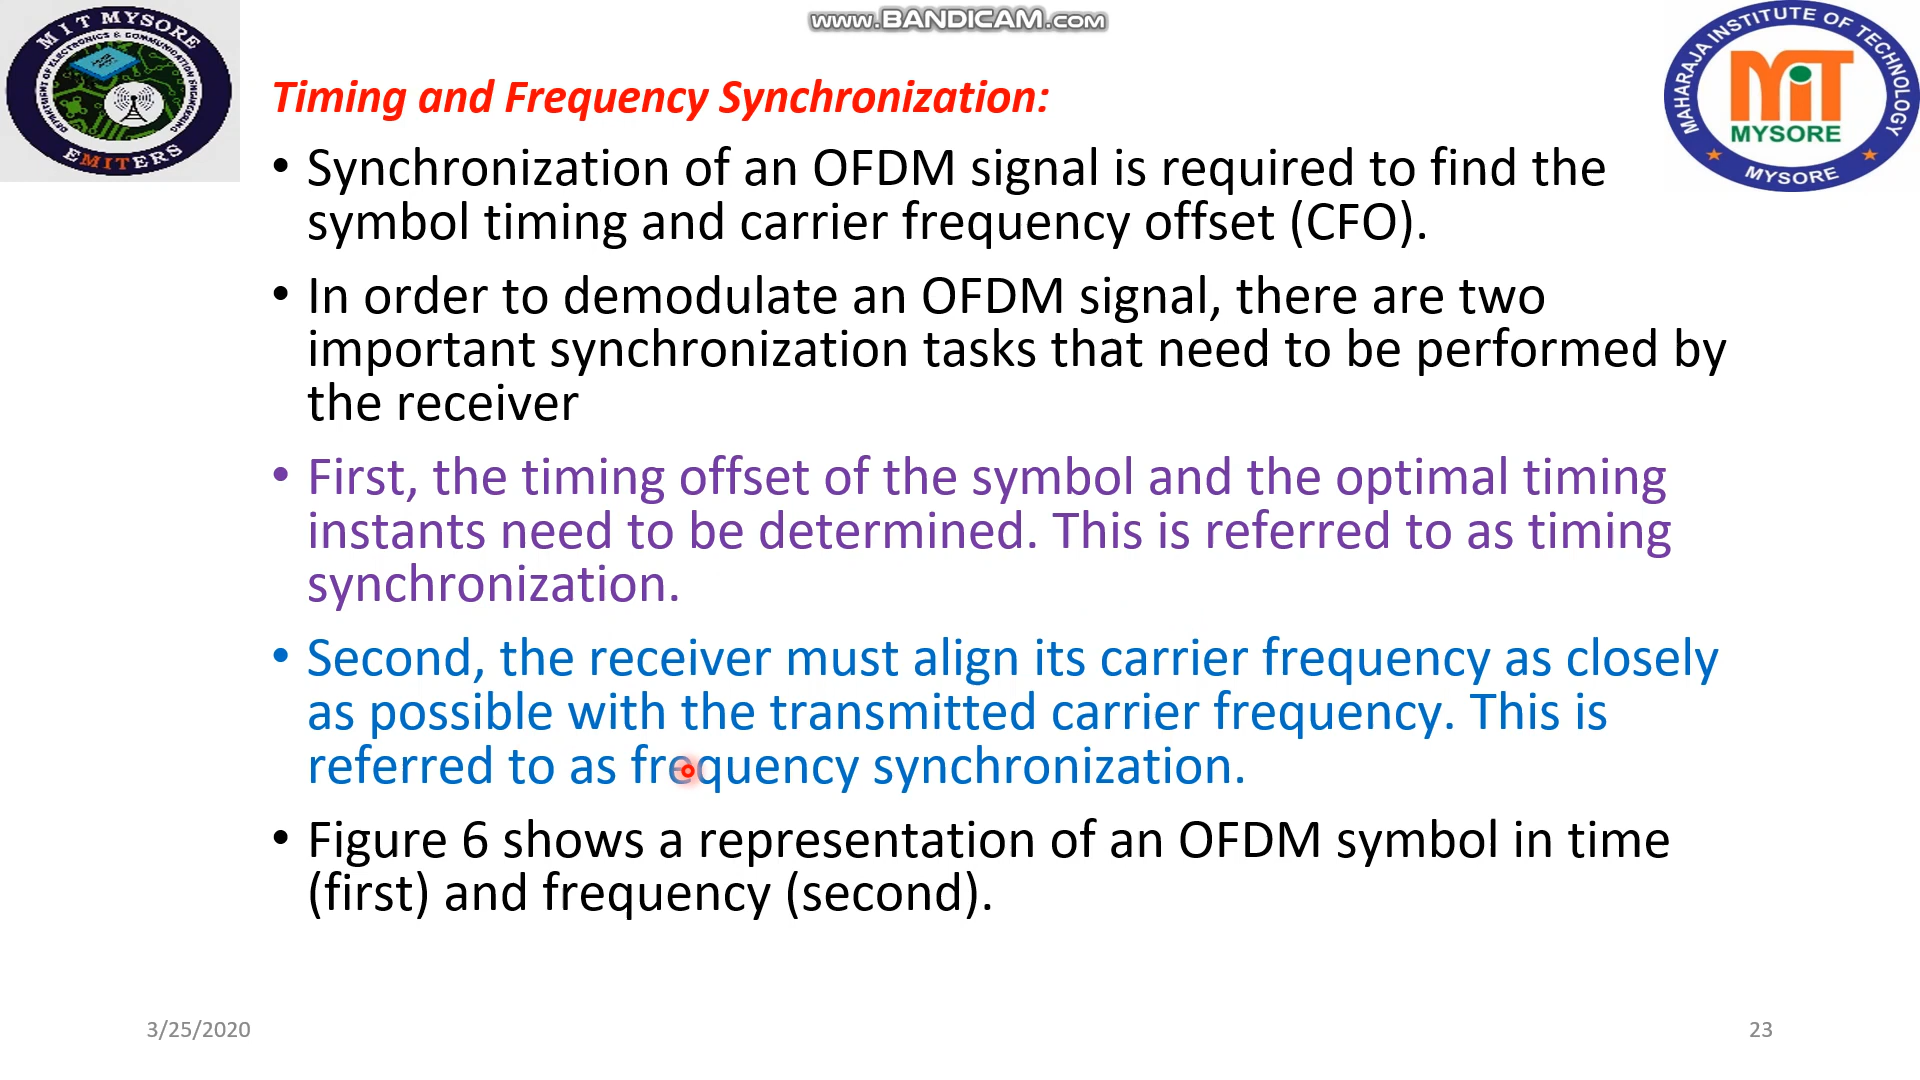 www.BANDICAM.com
MIT MYSORE
DEPARTMENT OF ELECTRONICS & COMMUNICATION ENGINEERING
EMITERS
MAHARAJA INSTITUTE OF TECHNOLOGY
MiT
MYSORE
MYSORE
Timing and Frequency Synchronization:
• Synchronization of an OFDM signal is required to find the
symbol timing and carrier frequency offset (CFO).
• In order to demodulate an OFDM signal, there are two
important synchronization tasks that need to be performed by
the receiver
• First, the timing offset of the symbol and the optimal timing
instants need to be determined. This is referred to as timing
synchronization.
• Second, the receiver must align its carrier frequency as closely
as possible with the transmitted carrier frequency. This is
referred to as frequency synchronization.
• Figure 6 shows a representation of an OFDM symbol in time
(first) and frequency (second).
3/25/2020
23